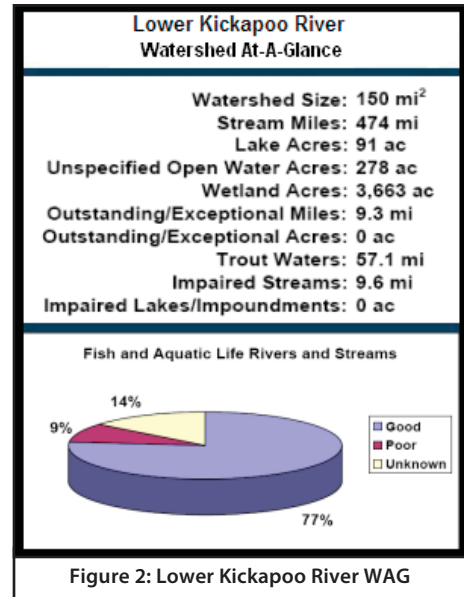 Lower Kickapoo River
Watershed At-A-Glance
Watershed Size: 150 mi²
Stream Miles: 474 mi
Lake Acres: 91 ac
Unspecified Open Water Acres: 278 ac
Wetland Acres: 3,663 ac
Outstanding/Exceptional Miles: 9.3 mi
Outstanding/Exceptional Acres: 0 ac
Trout Waters: 57.1 mi
Impaired Streams: 9.6 mi
Impaired Lakes/Impoundments: 0 ac
Fish and Aquatic Life Rivers and Streams
14%
9%
77%
Good
Poor
Unknown
Figure 2: Lower Kickapoo River WAG